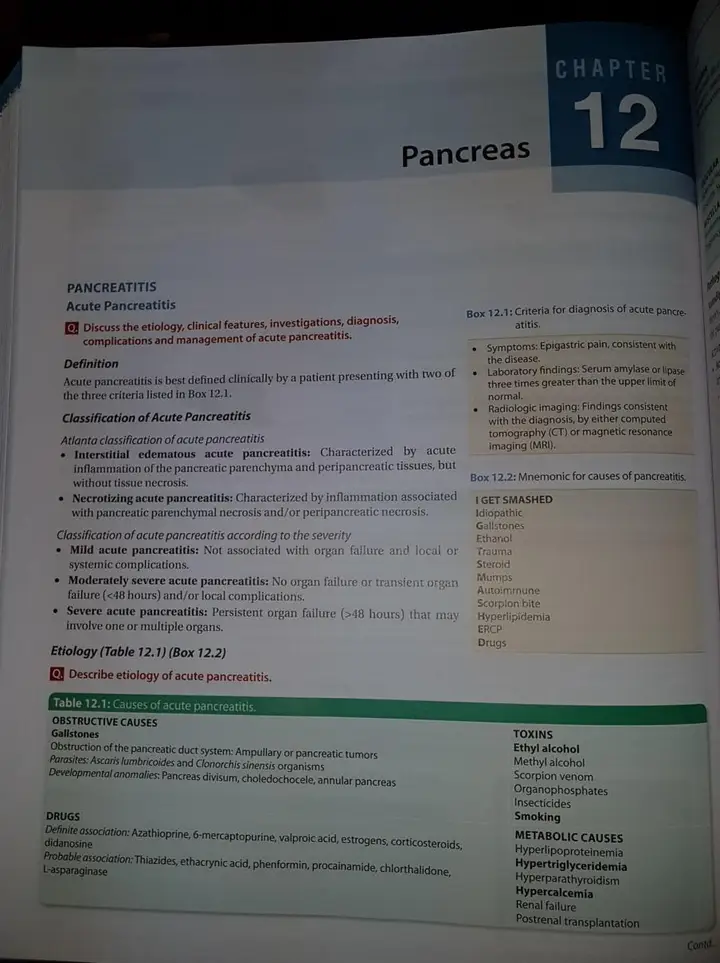 CHAPTER
12
Pancreas
PANCREATITIS
Acute Pancreatitis
Q. Discuss the etiology, clinical features, investigations, diagnosis,
complications and management of acute pancreatitis.
Definition
Acute pancreatitis is best defined clinically by a patient presenting with two of
the three criteria listed in Box 12.1.
Classification of Acute Pancreatitis
Atlanta classification of acute pancreatitis
• Interstitial edematous acute pancreatitis: Characterized by acute
inflammation of the pancreatic parenchyma and peripancreatic tissues, but
without tissue necrosis.
• Necrotizing acute pancreatitis: Characterized by inflammation associated
with pancreatic parenchymal necrosis and/or peripancreatic necrosis.
Classification of acute pancreatitis according to the severity
• Mild acute pancreatitis: Not associated with organ failure and local or
systemic complications.
• Moderately severe acute pancreatitis: No organ failure or transient organ
failure (<48 hours) and/or local complications.
• Severe acute pancreatitis: Persistent organ failure (>48 hours) that may
involve one or multiple organs.
Etiology (Table 12.1) (Box 12.2)
Q. Describe etiology of acute pancreatitis.
Box 12.1: Criteria for diagnosis of acute pancre-
atitis.
• Symptoms: Epigastric pain, consistent with
the disease.
• Laboratory findings: Serum amylase or lipase
three times greater than the upper limit of
normal.
• Radiologic imaging: Findings consistent
with the diagnosis, by either computed
tomography (CT) or magnetic resonance
imaging (MRI).
Box 12.2: Mnemonic for causes of pancreatitis.
I GET SMASHED
Idiopathic
Gallstones
Ethanol
Trauma
Steroid
Mumps
Autoimmune
Scorpion bite
Hyperlipidemia
ERCP
Drugs
Table 12.1: Causes of acute pancreatitis.
OBSTRUCTIVE CAUSES
Gallstones
Obstruction of the pancreatic duct system: Ampullary or pancreatic tumors
Parasites: Ascaris lumbricoides and Clonorchis sinensis organisms
Developmental anomalies: Pancreas divisum, choledochocele, annular pancreas
DRUGS
Definite association: Azathioprine, 6-mercaptopurine, valproic acid, estrogens, corticosteroids,
didanosine
Probable association: Thiazides, ethacrynic acid, phenformin, procainamide, chlorthalidone,
L-asparaginase
TOXINS
Ethyl alcohol
Methyl alcohol
Scorpion venom
Organophosphates
Insecticides
Smoking
METABOLIC CAUSES
Hyperlipoproteinemia
Hypertriglyceridemia
Hyperparathyroidism
Hypercalcemia
Renal failure
Postrenal transplantation
Contd...